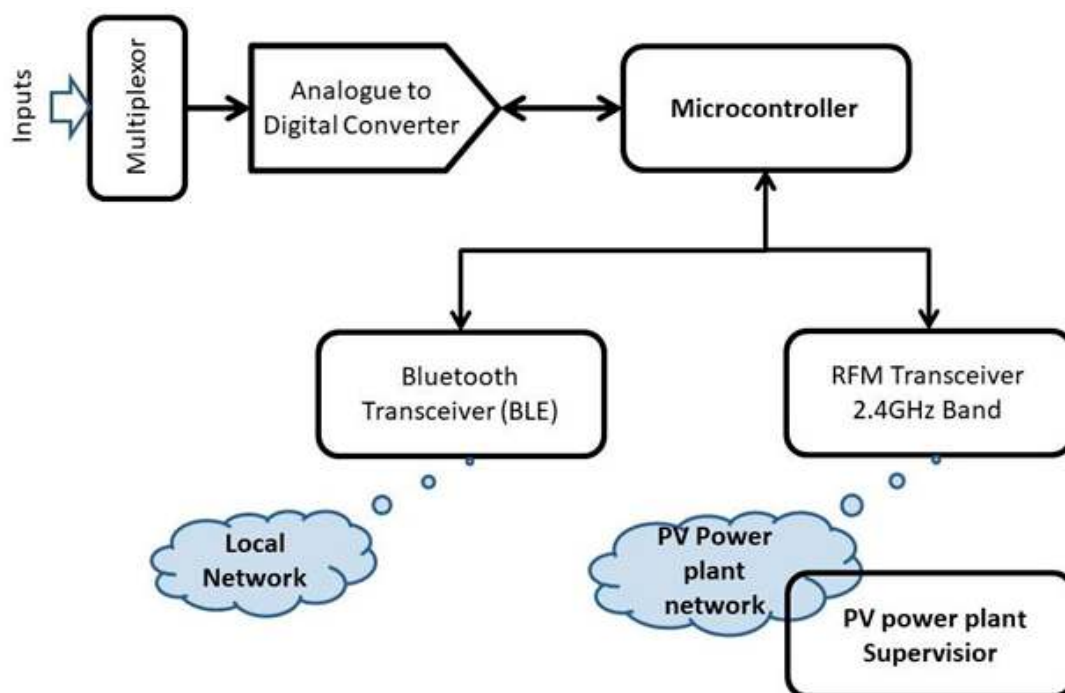 Inputs
Multiplexor
Analogue to
Digital Converter
Microcontroller
Bluetooth
Transceiver (BLE)
RFM Transceiver
2.4GHz Band
Local
Network
PV Power
plant
network
PV power plant
Supervisior